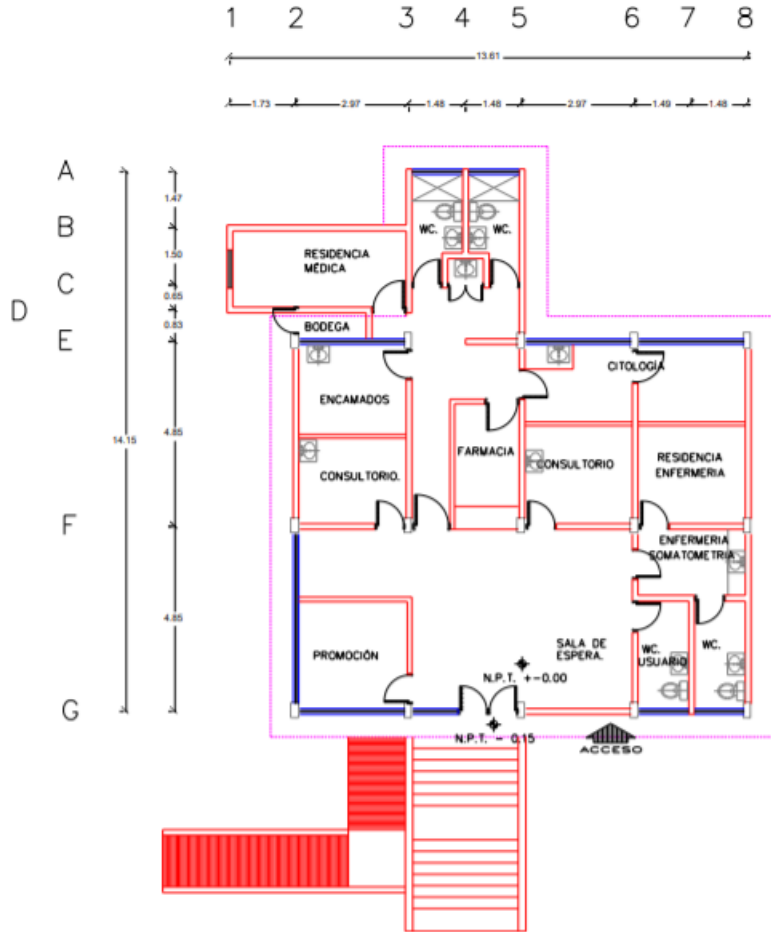 1 2 3 4 5 6 7 8
13.61
1.73 2.97 1.48 1.48 2.97 1.49 1.48
A
1.47
B
WC. WC.
RESIDENCIA
MÉDICA
1.50
C
0.65
D
0.83
BODEGA
E
CITOLOGÍA
ENCAMADOS
14.15
4.85
FARMACIA
CONSULTORIO
RESIDENCIA
ENFERMERIA
CONSULTORIO.
F
ENFERMERIA
SOMATOMETRIA
4.85
PROMOCIÓN
SALA DE
ESPERA.
WC.
USUARIO
WC.
N.P.T. +-0.00
G
N.P.T. - 0.15
ACCESO